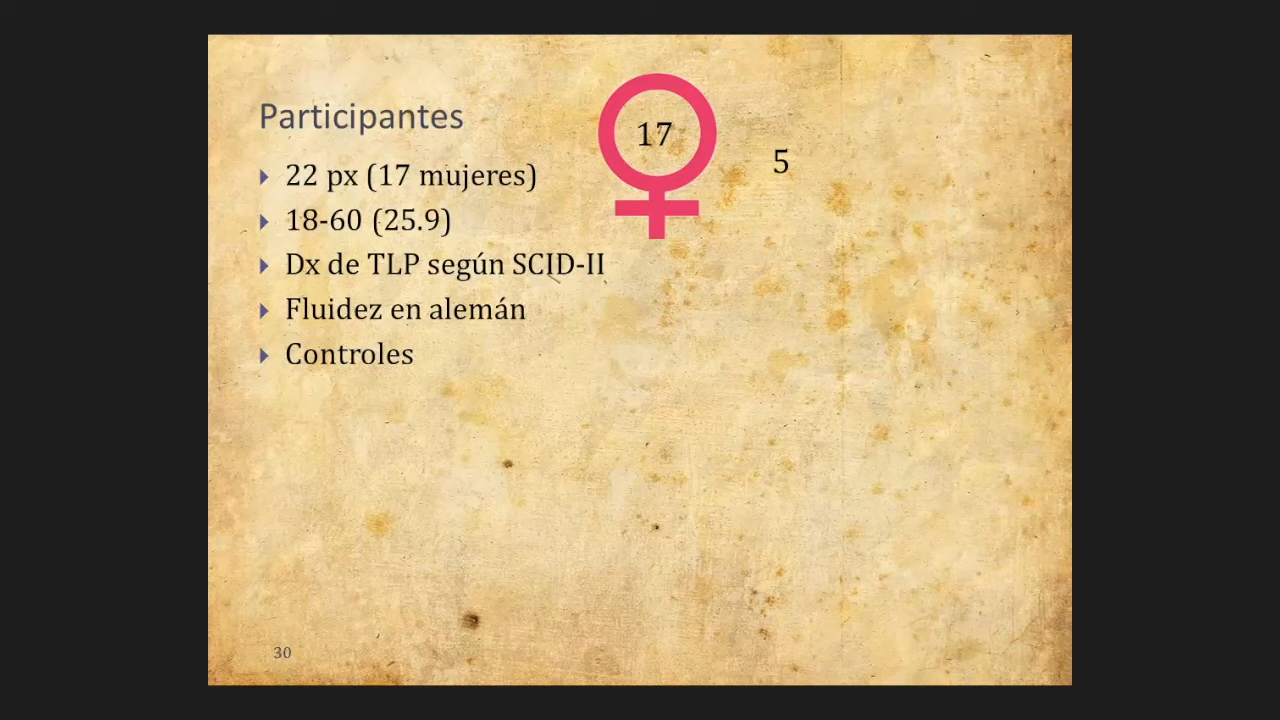 Participantes
22 px (17 mujeres)
18-60 (25.9)
Dx de TLP según SCID-II
Fluidez en alemán
Controles
17
5
30